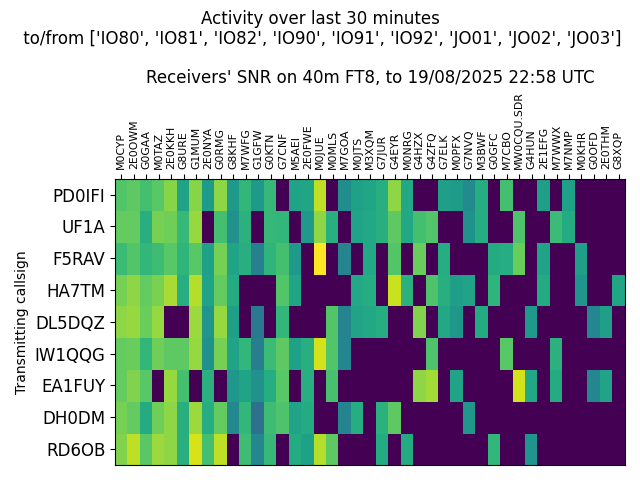 Activity over last 30 minutes
to/from ['IO80', 'IO81', 'IO82', 'IO90', 'IO91', 'IO92', 'JO01', 'JO02', 'JO03']
Receivers' SNR on 40m FT8, to 19/08/2025 22:58 UTC
M0CYP
2E0OWM
G0GAA
M0TAZ
2E0KKH
G8URE
G1MUM
2E0NYA
G0RMG
G8KHF
M7WFG
G1GFW
G0KTN
G7CNF
M5AEI
2E0FWE
M0JUE
M0MLS
M7GOA
M0JTS
M3XQM
G7JUR
G4EYR
M0NRG
G4HZX
G4ZFQ
G7ELK
M0PFX
G7NVQ
M3BWF
G0GFC
M7CBO
MW0CQU.SDR
G4HUN
2E1EFG
M7WWX
M7NMP
M0KHR
G0OFD
2E0THM
G8XQP
Transmitting callsign
PD0IFI
UF1A
F5RAV
HA7TM
DL5DQZ
IW1QQG
EA1FUY
DH0DM
RD6OB